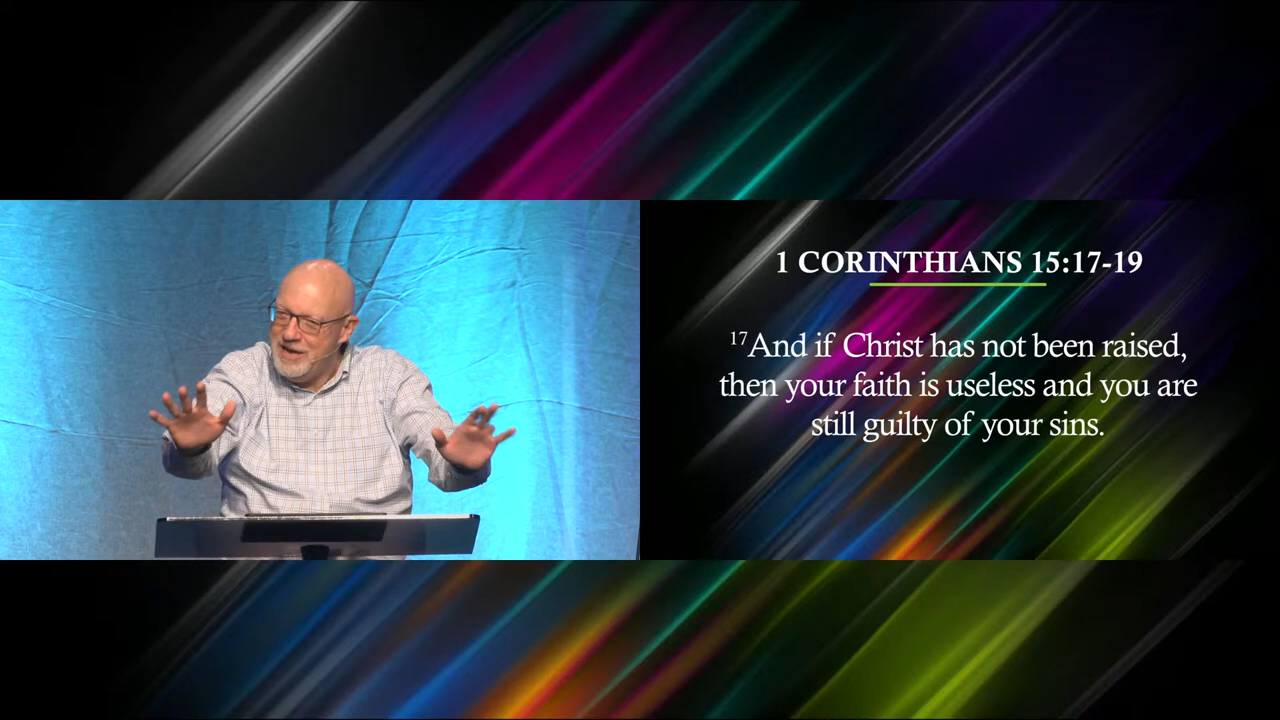 1 CORINTHIANS 15:17-19
17And if Christ has not been raised,
then your faith is useless and you are
still guilty of your sins.